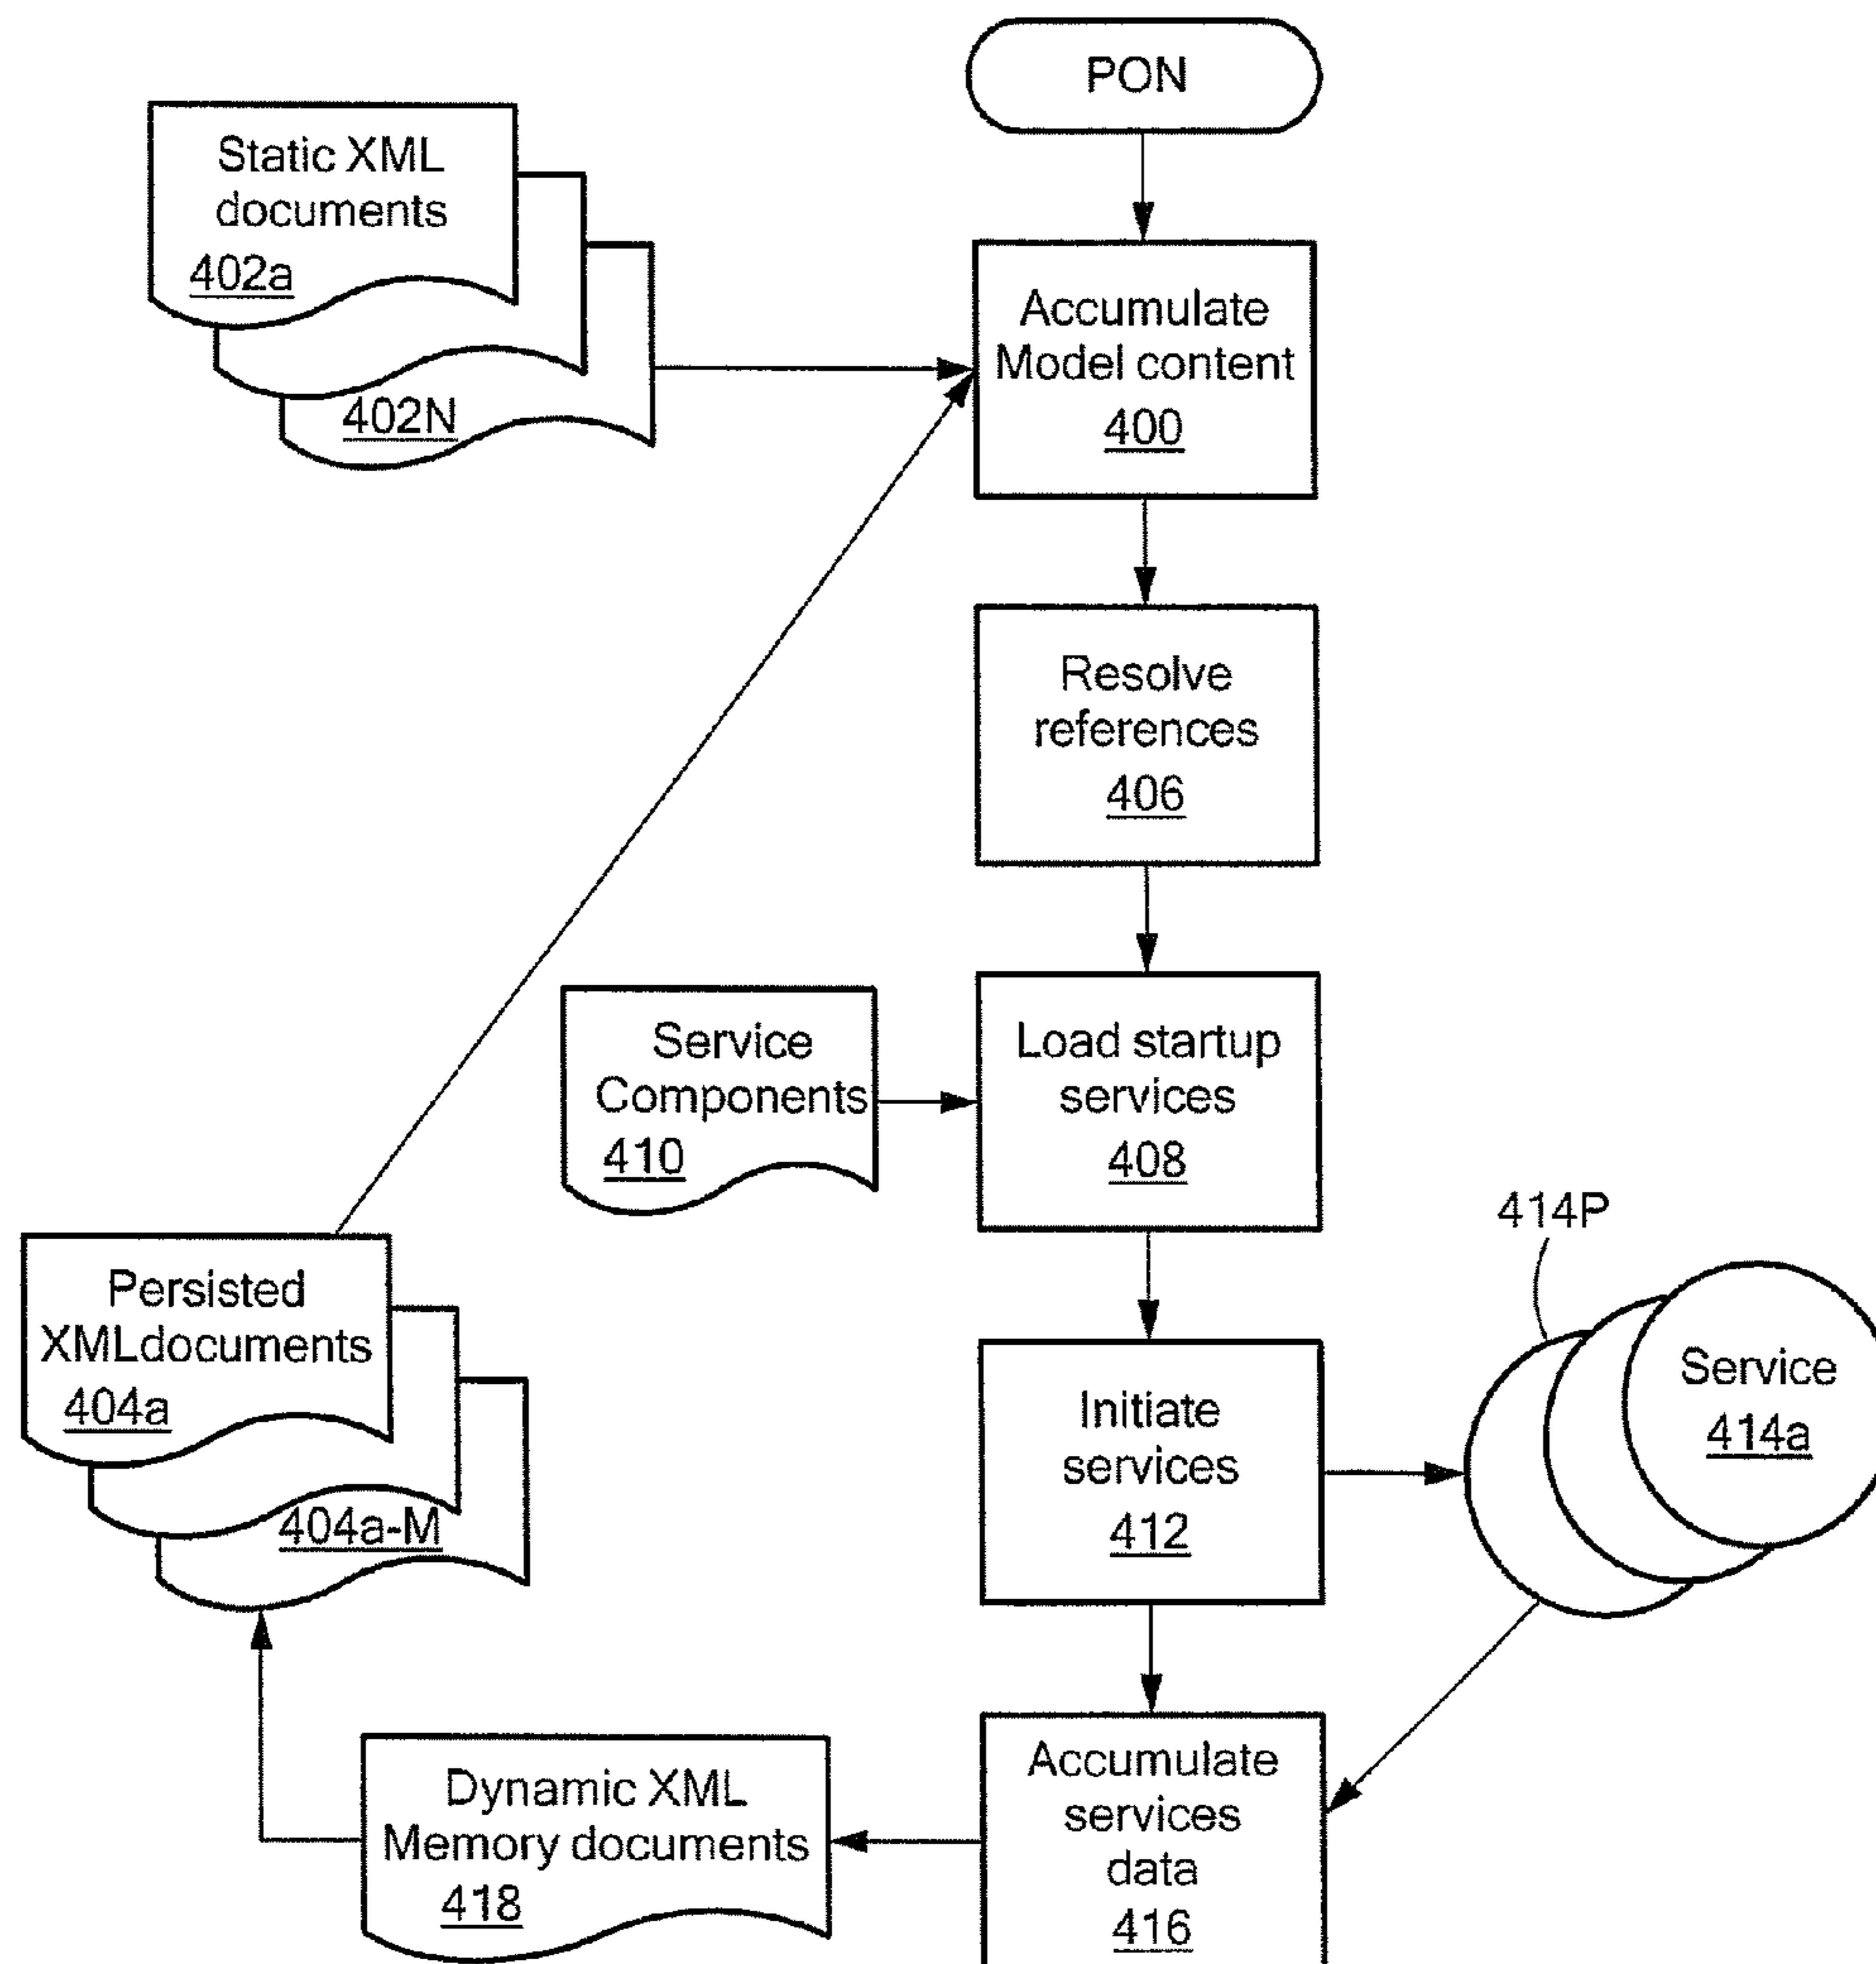 PON
Static XML
documents
402a
402N
Accumulate
Model content
400
Resolve
references
406
Service
Components
410
Load startup
services
408
414P
Service
414a
Persisted
XMLdocuments
404a
404a-M
Initiate
services
412
Dynamic XML
Memory documents
418
Accumulate
services
data
416